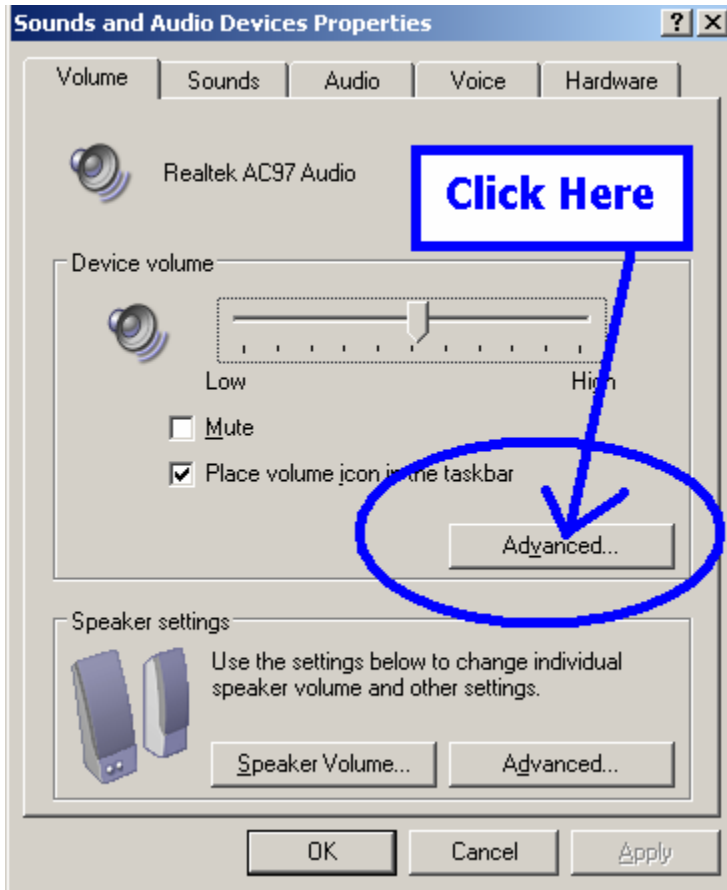 Sounds and Audio Devices Properties
Volume Sounds Audio Voice Hardware
Realtek AC97 Audio
Click Here
Device volume
Low High
Mute
Place volume icon in the taskbar
Advanced...
Speaker settings
Use the settings below to change individual
speaker volume and other settings.
Speaker Volume... Advanced...
OK Cancel Apply